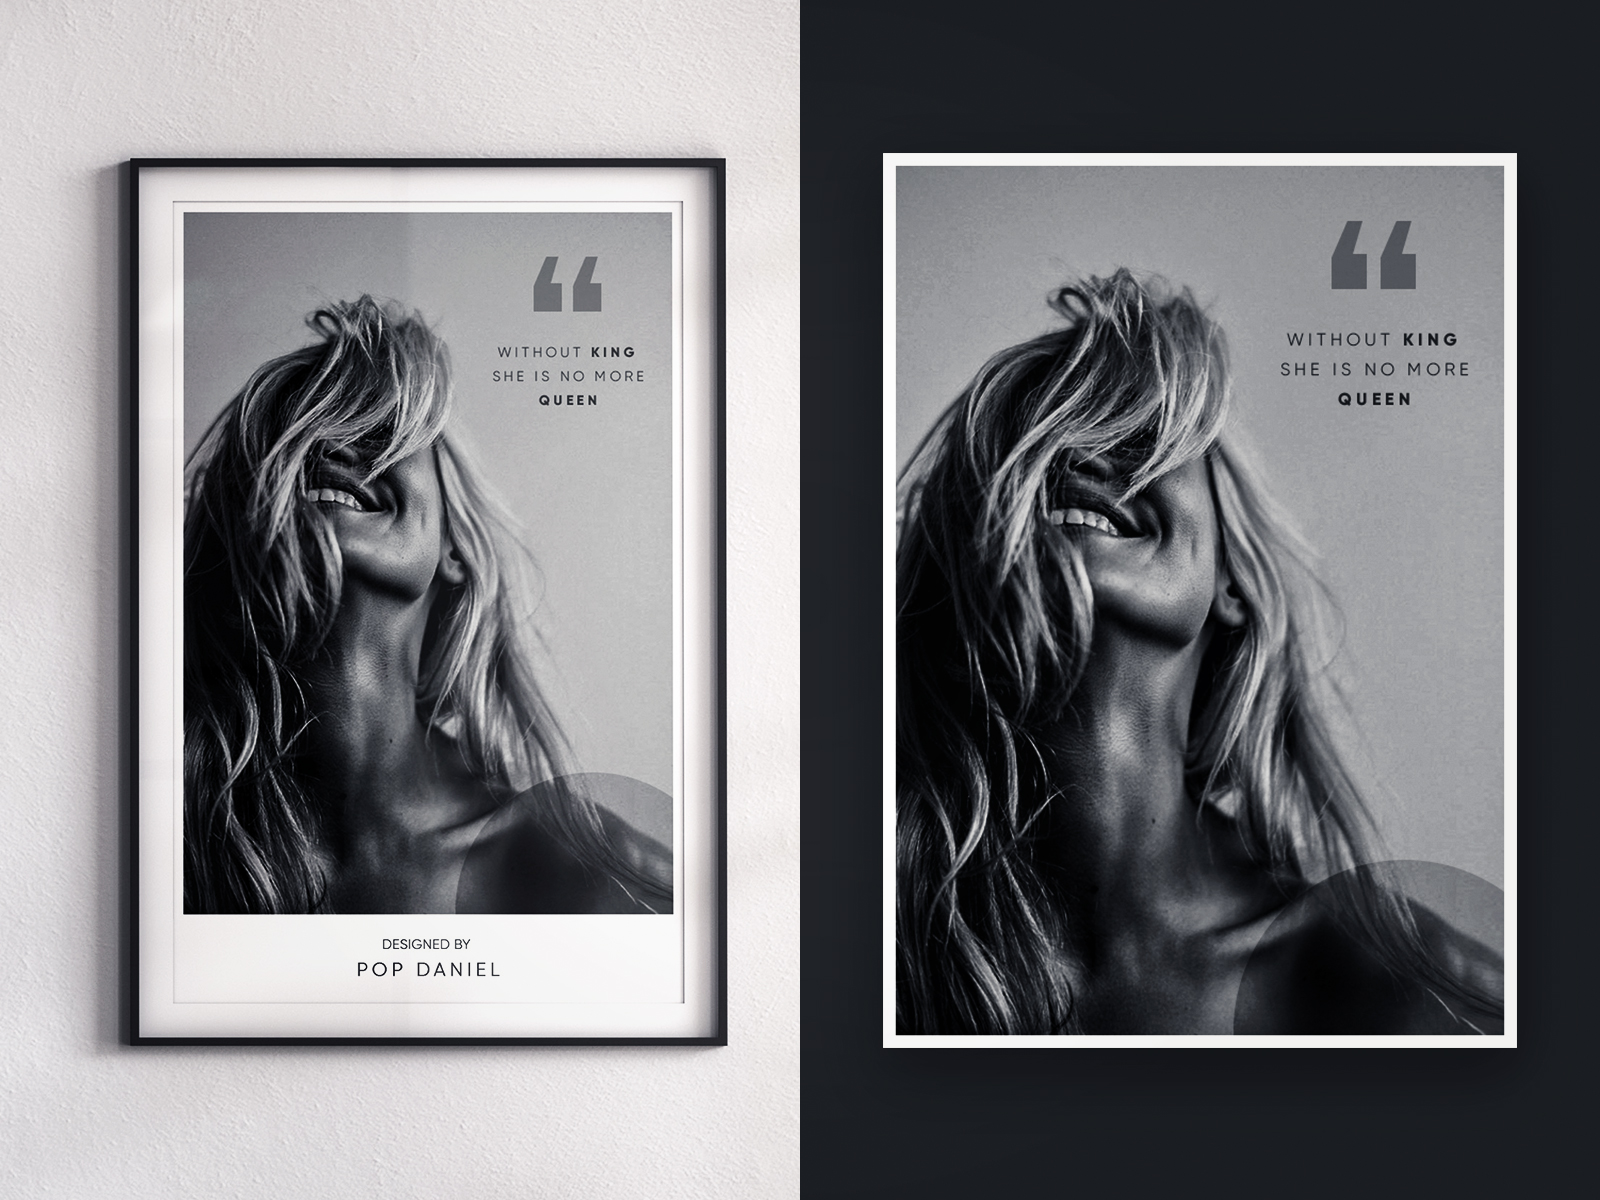 WITHOUT KING
SHE IS NO MORE
QUEEN
DESIGNED BY
POP DANIEL
WITHOUT KING
SHE IS NO MORE
QUEEN